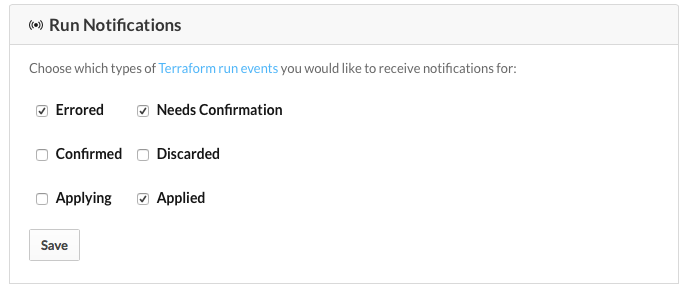 Run Notifications
Choose which types of Terraform run events you would like to receive notifications for:
Errored Needs Confirmation
Confirmed Discarded
Applying Applied
Save